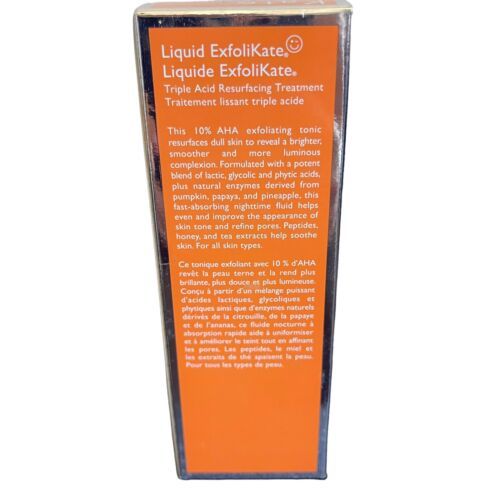 Liquid ExfoliKate®
Liquide ExfoliKate®
Triple Acid Resurfacing Treatment
Traitement lissant triple acide
This 10% AHA exfoliating tonic
resurfaces dull skin to reveal a brighter,
smoother and more luminous
complexion. Formulated with a potent
blend of lactic, glycolic and phytic acids,
plus natural enzymes derived from
pumpkin, papaya, and pineapple, this
fast-absorbing nighttime fluid helps
even and improve the appearance of
skin tone and refine pores. Peptides,
honey, and tea extracts help soothe
skin. For all skin types.
Ce tonique exfoliant avec 10 % d'AHA
revêt la peau terne et la rend plus
brillante, plus douce et plus lumineuse.
Conçu à partir d'un mélange puissant
d'acides lactiques, glycoliques et
phytiques ainsi que d'enzymes naturels
dérivés de la citrouille, de la papaye
et de l'ananas, ce fluide nocturne à
absorption rapide aide à uniformiser
et à améliorer le teint tout en affinant
les pores. Les peptides, le miel et
les extraits de thé apaisent la peau.
Pour tous les types de peau.